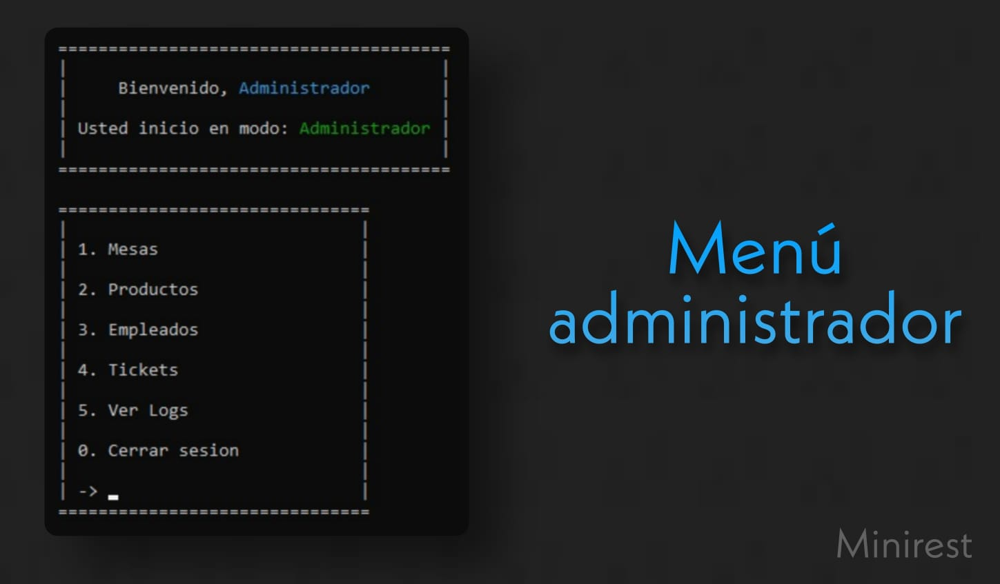 Bienvenido, Administrador
Usted inicio en modo: Administrador
1. Mesas
2. Productos
3. Empleados
4. Tickets
5. Ver Logs
0. Cerrar sesion
->
Menú
administrador
Minirest